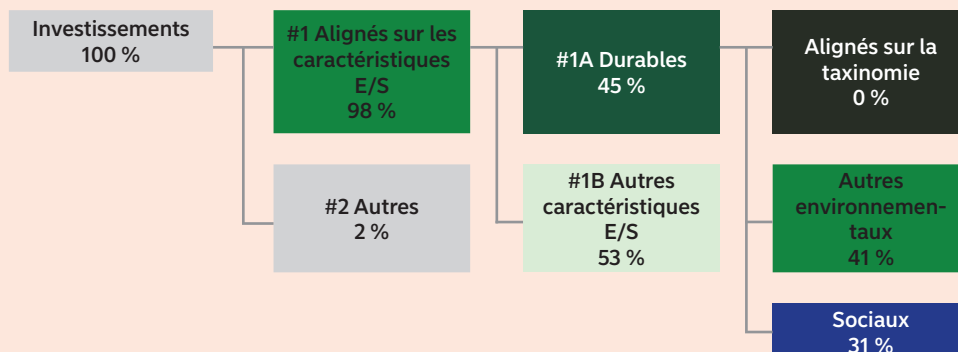 Investissements
100 %
#1 Alignés sur les
caractéristiques
E/S
98 %
#1A Durables
45 %
Alignés sur la
taxinomie
0 %
#2 Autres
2 %
#1B Autres
caractéristiques
E/S
53 %
Autres
environnemen-
taux
41 %
Sociaux
31 %